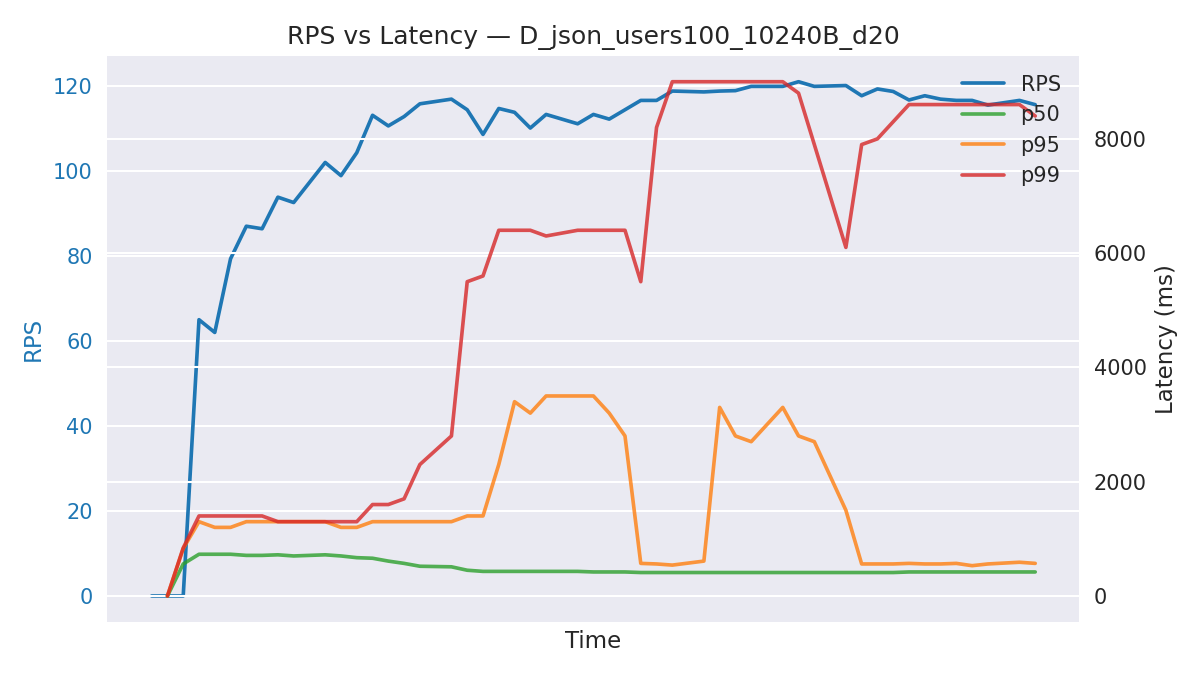 RPS vs Latency — D_json_users100_10240B_d20
120
100
80
60
40
20
0
RPS
8000
6000
4000
2000
0
Latency (ms)
RPS
p50
p95
p99
Time